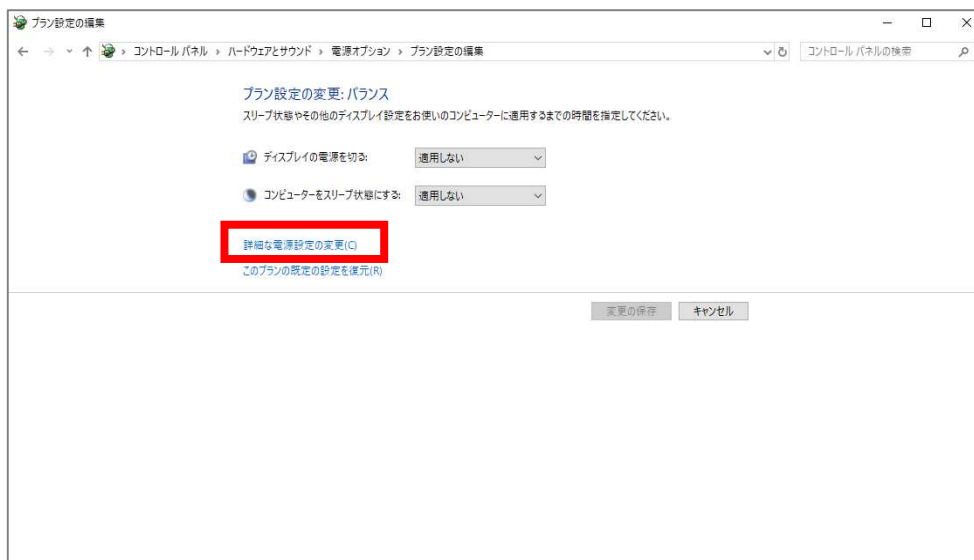 プラン設定の編集
コントロール パネル › ハードウェアとサウンド › 電源オプション › プラン設定の編集
コントロール パネルの検索
プラン設定の変更: バランス
スリープ状態やその他のディスプレイ設定をお使いのコンピューターに適用するまでの時間を指定してください。
ディスプレイの電源を切る: 適用しない
コンピューターをスリープ状態にする: 適用しない
詳細な電源設定の変更(C)
このプランの既定の設定を復元(R)
変更の保存 キャンセル